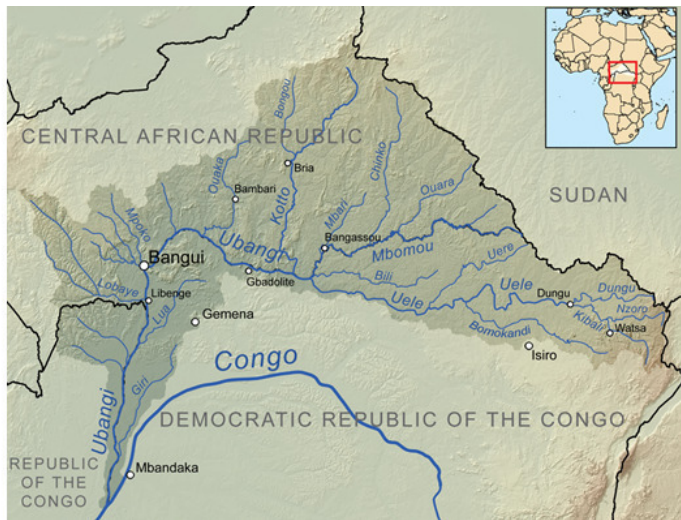 CENTRAL AFRICAN REPUBLIC
Bongou
Chinko
Bria
SUDAN
Ouaka
Bambari
Kotto
Mbari
Ouara
Mpoko
Ubangi
Bangassou
Mbomou
Bangui
Uere
Gbadolite
Bili
Lobaye
Libenge
Uele
Uele
Dungu
Dungu
Lua
Nzoro
Gemena
Kibali
Watsa
Bomokandi
Isiro
Congo
Giri
Ubangi
DEMOCRATIC REPUBLIC OF THE CONGO
REPUBLIC
OF THE
CONGO
Mbandaka